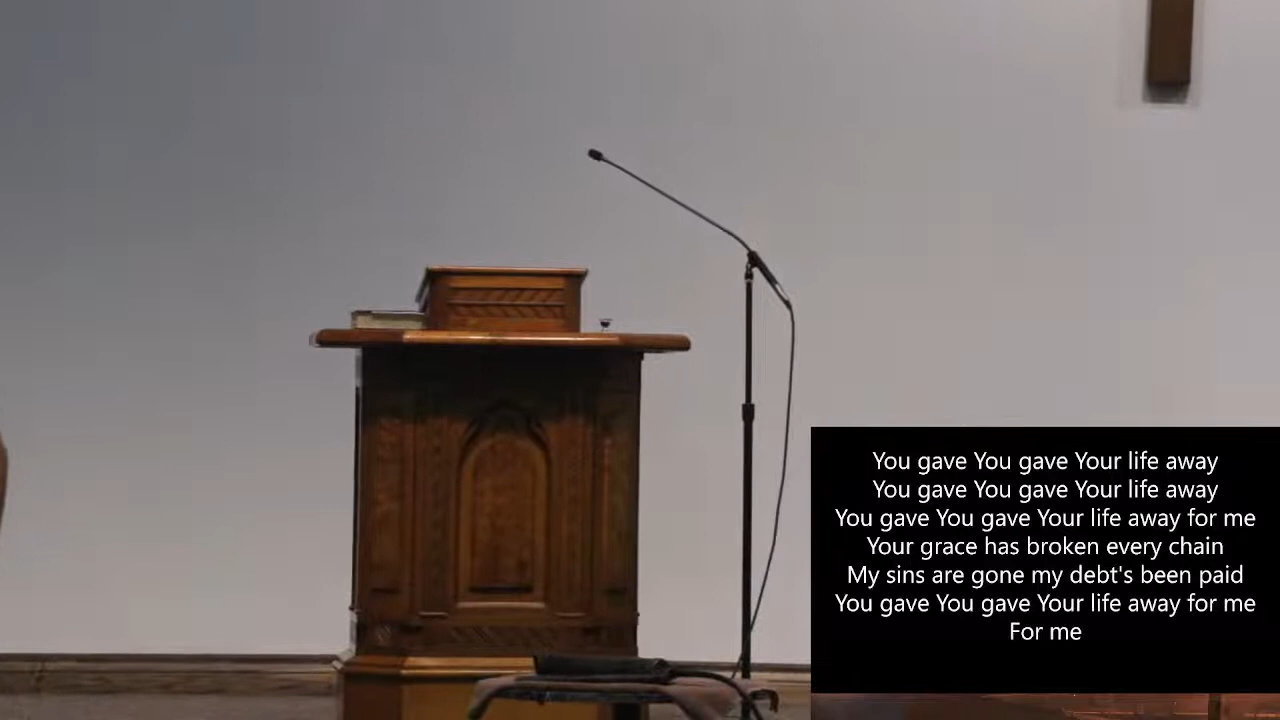 You gave You gave Your life away
You gave You gave Your life away
You gave You gave Your life away for me
Your grace has broken every chain
My sins are gone my debt's been paid
You gave You gave Your life away for me
For me